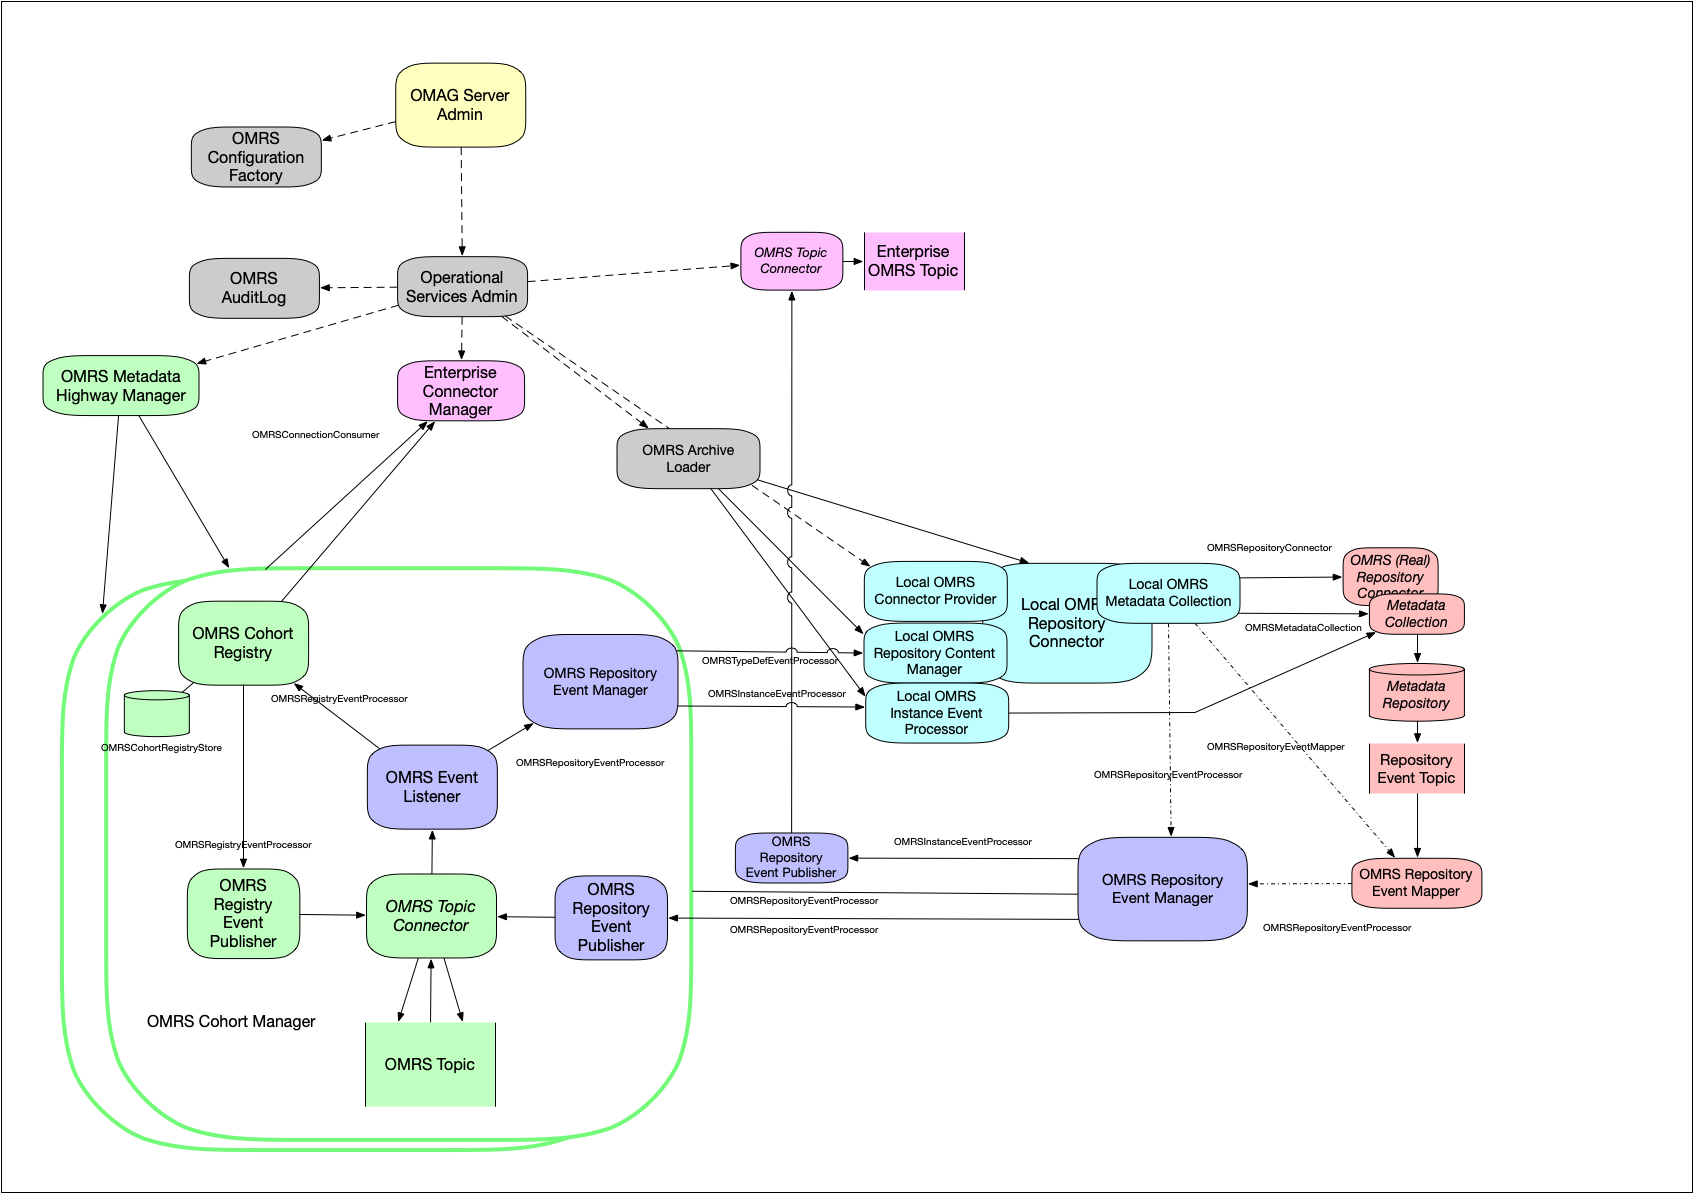 OMAG Server
Admin
OMRS
Configuration
Factory
OMRS
AuditLog
Operational
Services Admin
OMRS Topic
Connector
Enterprise
OMRS Topic
OMRS Metadata
Highway Manager
Enterprise
Connector
Manager
OMRSConnectionConsumer
OMRS Archive
Loader
Local OMRS
Connector Provider
Local OMRS
Repository Content
Manager
Local OMRS
Instance Event
Processor
Repository
Connector
Local OMRS
Metadata Collection
OMRSRepositoryConnector
OMRS (Real)
Repository
Connector
Metadata
Collection
OMRSMetadataCollection
Metadata
Repository
Repository
Event Topic
OMRS Cohort
Registry
OMRSCohortRegistryStore
OMRSRegistryEventProcessor
OMRS Repository
Event Manager
OMRSTypeDefEventProcessor
OMRSInstanceEventProcessor
OMRS Event
Listener
OMRSRepositoryEventProcessor
OMRSRepositoryEventMapper
OMRSRepositoryEventProcessor
OMRSRegistryEventProcessor
OMRS
Registry
Event
Publisher
OMRS Topic
Connector
OMRS
Repository
Event
Publisher
OMRS
Repository
Event Publisher
OMRSInstanceEventProcessor
OMRSRepositoryEventProcessor
OMRSRepositoryEventProcessor
OMRS Repository
Event Manager
OMRS Repository
Event Mapper
OMRSRepositoryEventProcessor
OMRS Cohort Manager
OMRS Topic